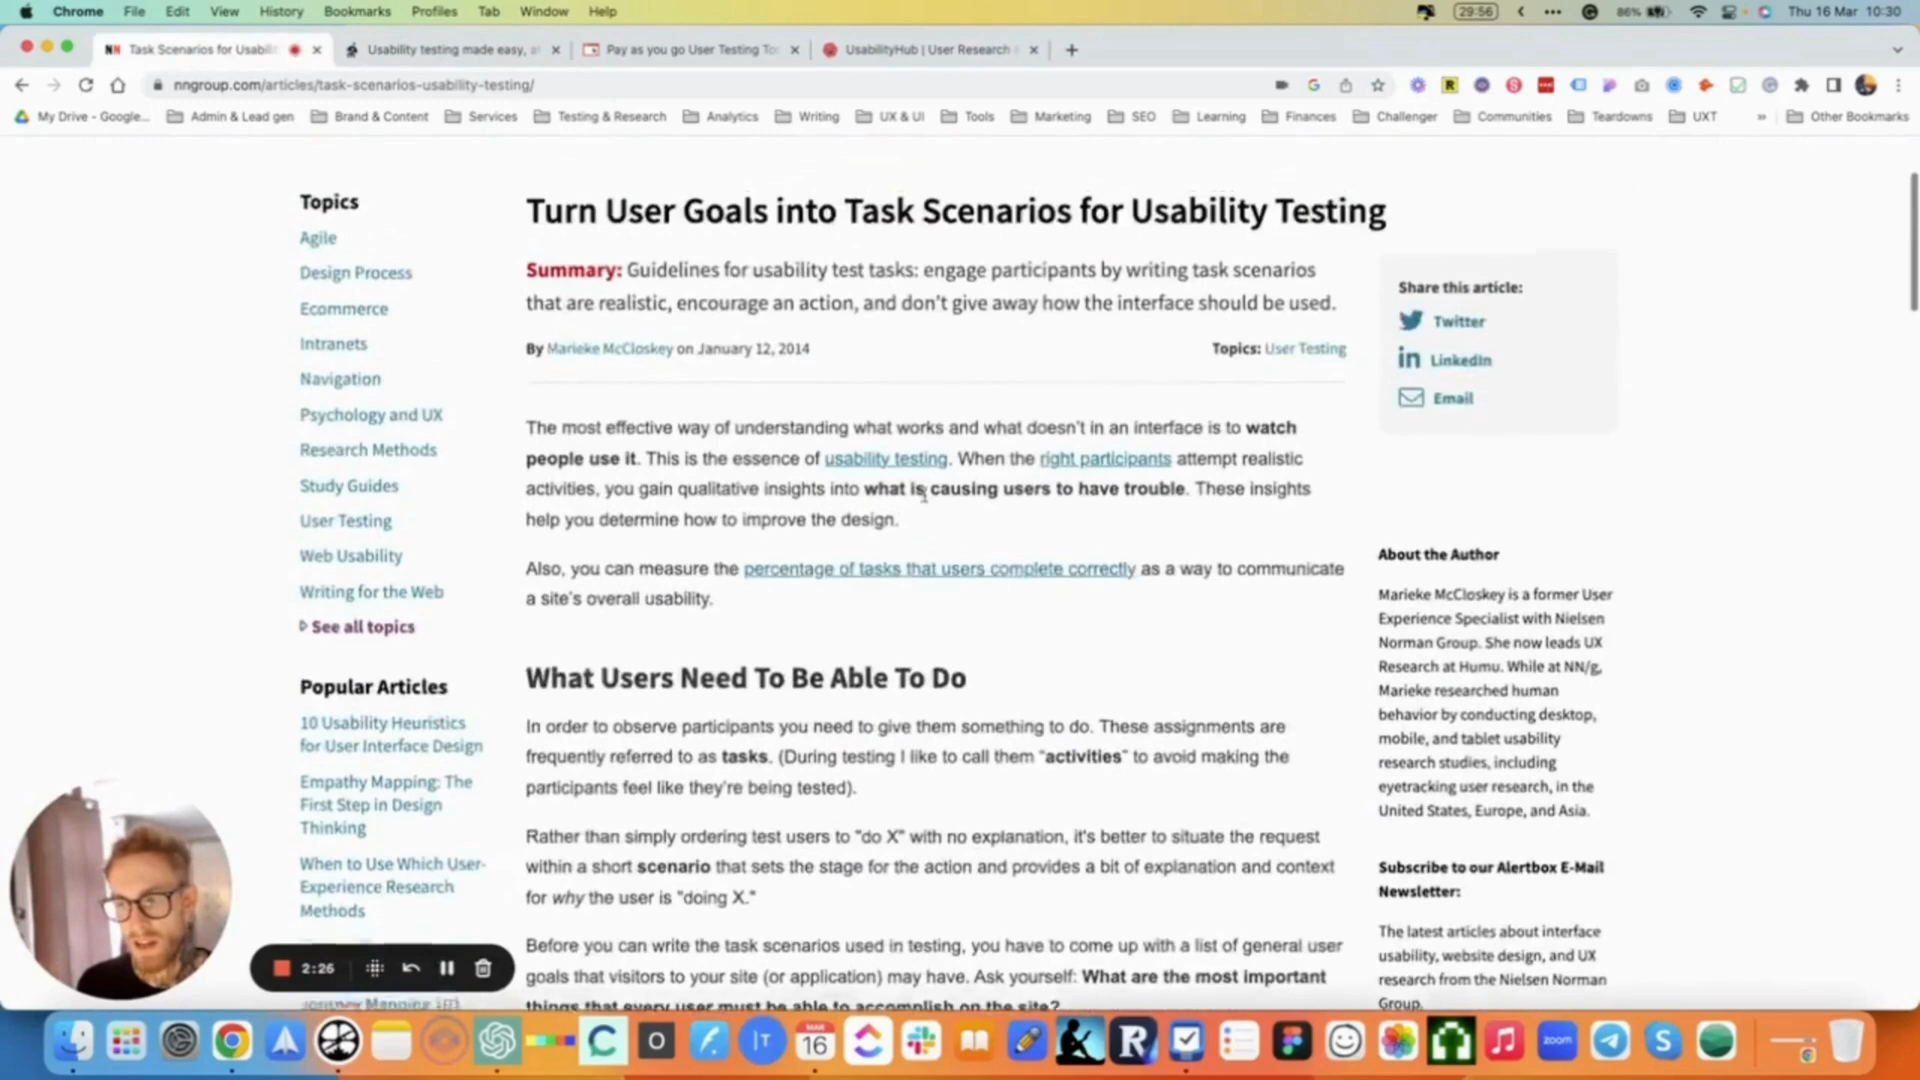 Chrome File Edit View History Bookmarks Profiles Tab Window Help 29:56 86% Thu 16 Mar 10:30
Task Scenarios for Usabili Usability testing made easy, a Pay as you go User Testing To UsabilityHub | User Research
nngroup.com/articles/task-scenarios-usability-testing/
My Drive - Google... Admin & Lead gen Brand & Content Services Testing & Research Analytics Writing UX & UI Tools Marketing SEO Learning Finances Challenger Communities Teardowns UXT » Other Bookmarks
Topics
Agile
Design Process
Ecommerce
Intranets
Navigation
Psychology and UX
Research Methods
Study Guides
User Testing
Web Usability
Writing for the Web
See all topics
Popular Articles
10 Usability Heuristics
for User Interface Design
Empathy Mapping: The
First Step in Design
Thinking
When to Use Which User-
Experience Research
Methods
Journey Mapping 101
Turn User Goals into Task Scenarios for Usability Testing
Summary: Guidelines for usability test tasks: engage participants by writing task scenarios
that are realistic, encourage an action, and don't give away how the interface should be used.
By Marieke McCloskey on January 12, 2014 Topics: User Testing
The most effective way of understanding what works and what doesn't in an interface is to watch
people use it. This is the essence of usability testing. When the right participants attempt realistic
activities, you gain qualitative insights into what is causing users to have trouble. These insights
help you determine how to improve the design.
Also, you can measure the percentage of tasks that users complete correctly as a way to communicate
a site's overall usability.
What Users Need To Be Able To Do
In order to observe participants you need to give them something to do. These assignments are
frequently referred to as tasks. (During testing I like to call them "activities" to avoid making the
participants feel like they're being tested).
Rather than simply ordering test users to "do X" with no explanation, it's better to situate the request
within a short scenario that sets the stage for the action and provides a bit of explanation and context
for why the user is "doing X."
Before you can write the task scenarios used in testing, you have to come up with a list of general user
goals that visitors to your site (or application) may have. Ask yourself: What are the most important
things that every user must be able to accomplish on the site?
Share this article:
Twitter
LinkedIn
Email
About the Author
Marieke McCloskey is a former User
Experience Specialist with Nielsen
Norman Group. She now leads UX
Research at Humu. While at NN/g,
Marieke researched human
behavior by conducting desktop,
mobile, and tablet usability
research studies, including
eyetracking user research, in the
United States, Europe, and Asia.
Subscribe to our Alertbox E-Mail
Newsletter:
The latest articles about interface
usability, website design, and UX
research from the Nielsen Norman
Group.
2:26
MAR
16
zoom